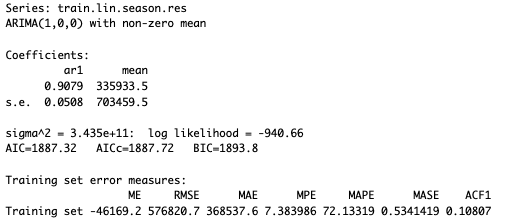 Series: train.lin.season.res
ARIMA(1,0,0) with non-zero mean
Coefficients:
ar1 mean
0.9079 335933.5
s.e. 0.0508 703459.5
sigma^2 = 3.435e+11: log likelihood = -940.66
AIC=1887.32 AICc=1887.72 BIC=1893.8
Training set error measures:
ME RMSE MAE MPE MAPE MASE ACF1
Training set -46169.2 576820.7 368537.6 7.383986 72.13319 0.5341419 0.10807